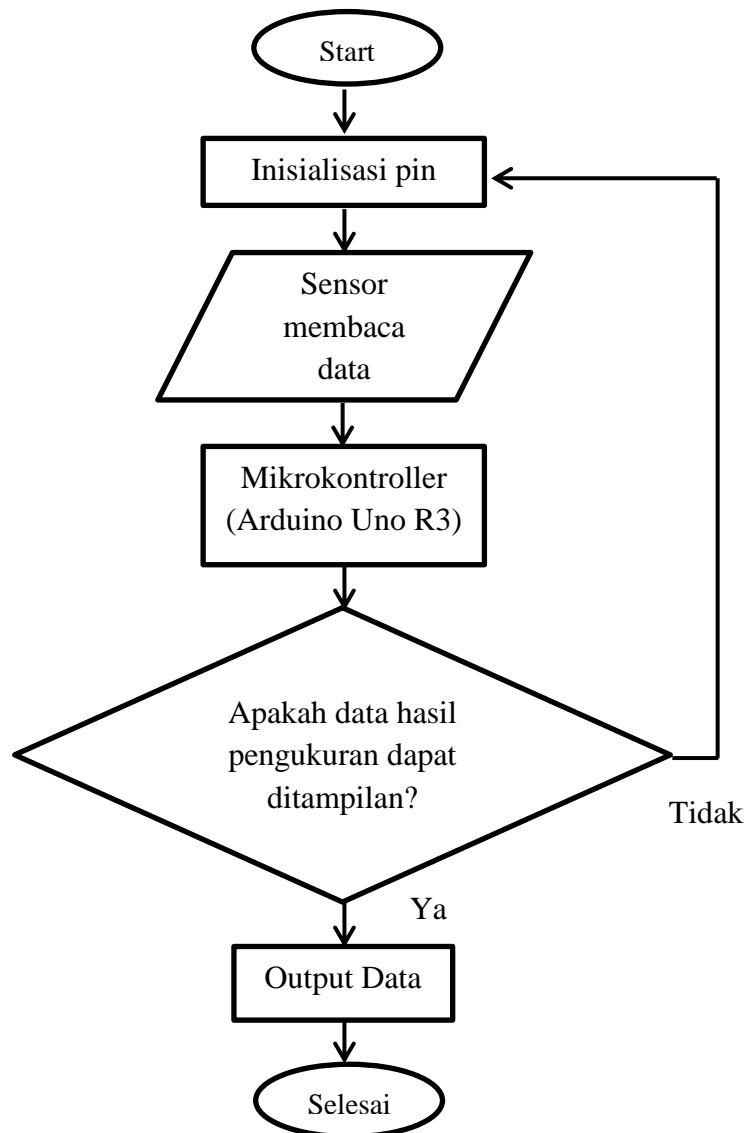 Start
Inisialisasi pin
Sensor
membaca
data
Mikrokontroller
(Arduino Uno R3)
Apakah data hasil
pengukuran dapat
ditampilan?
Tidak
Ya
Output Data
Selesai